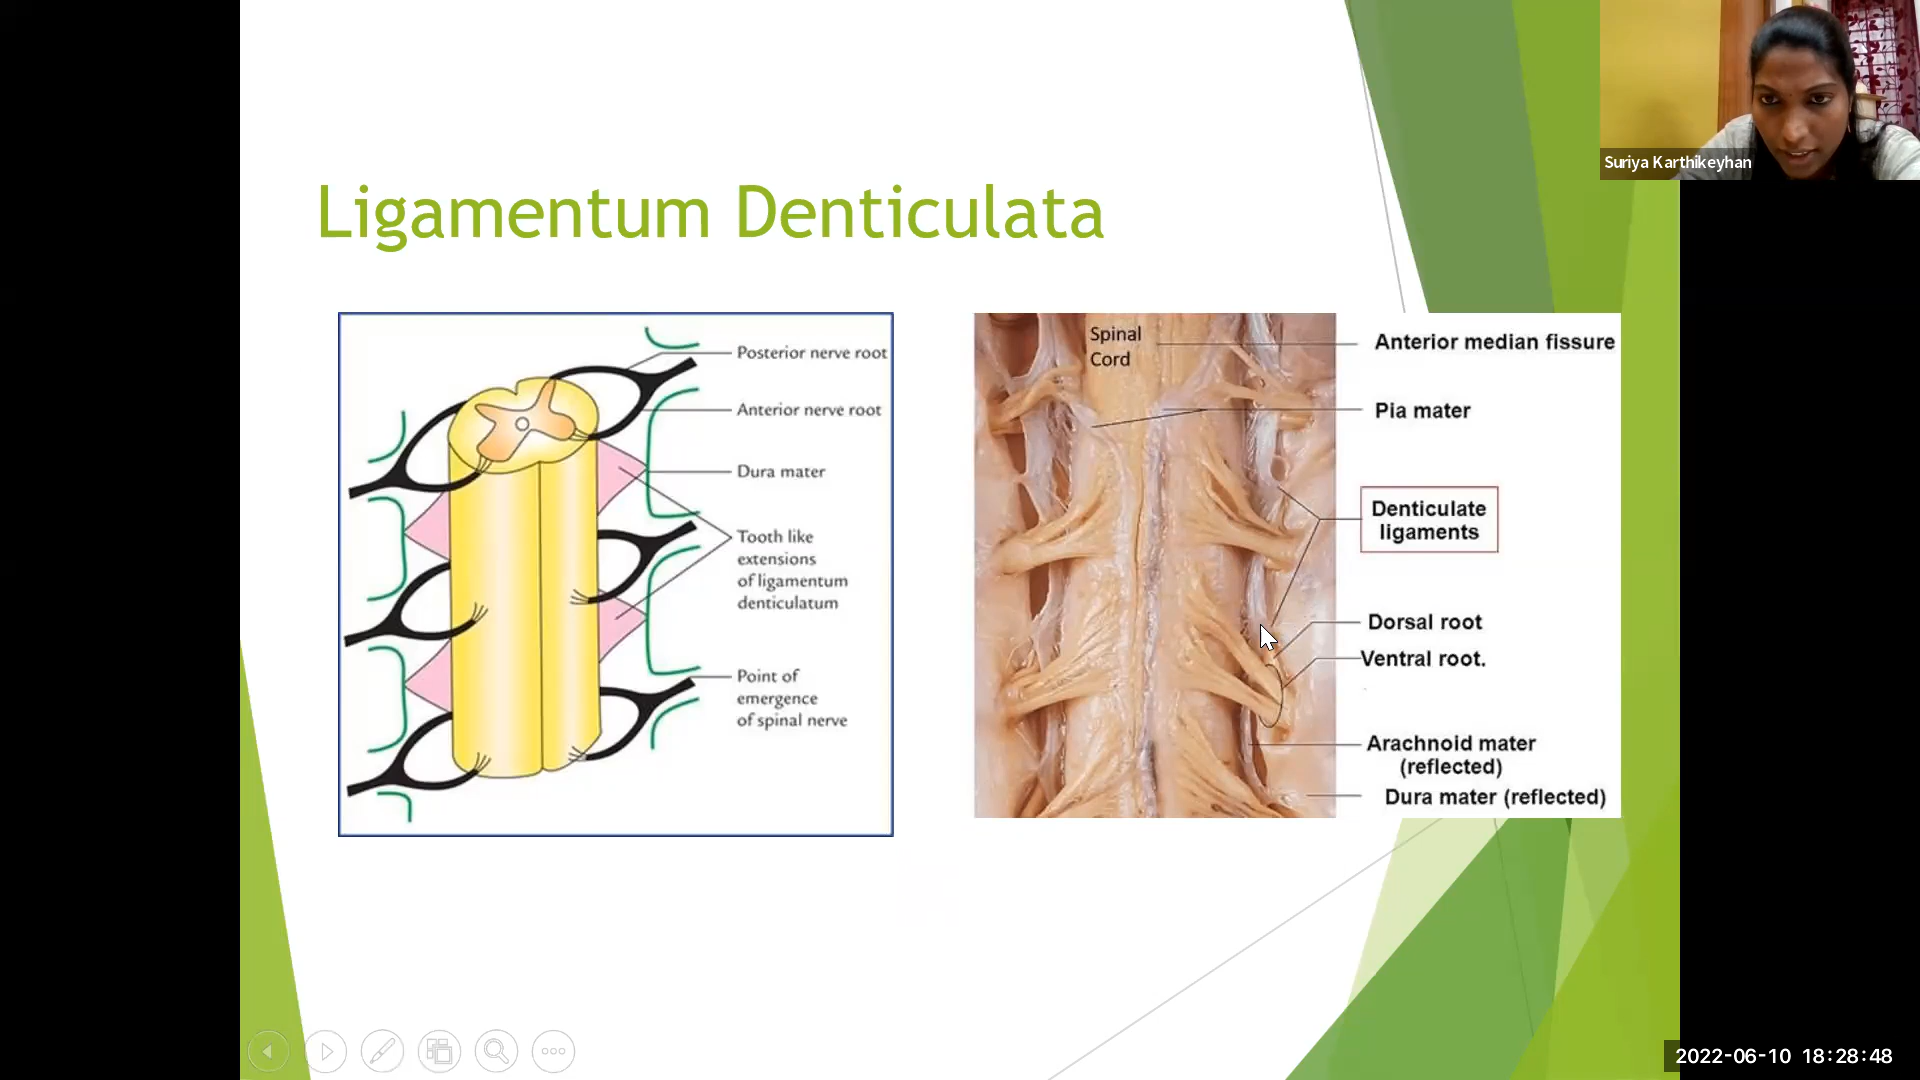 Suriya Karthikeyhan
Ligamentum Denticulata
Posterior nerve root
Anterior nerve root
Dura mater
Tooth like
extensions
of ligamentum
denticulatum
Point of
emergence
of spinal nerve
Spinal
Cord
Anterior median fissure
Pia mater
Denticulate
ligaments
Dorsal root
Ventral root.
Arachnoid mater
(reflected)
Dura mater (reflected)
2022-06-10 18:28:48